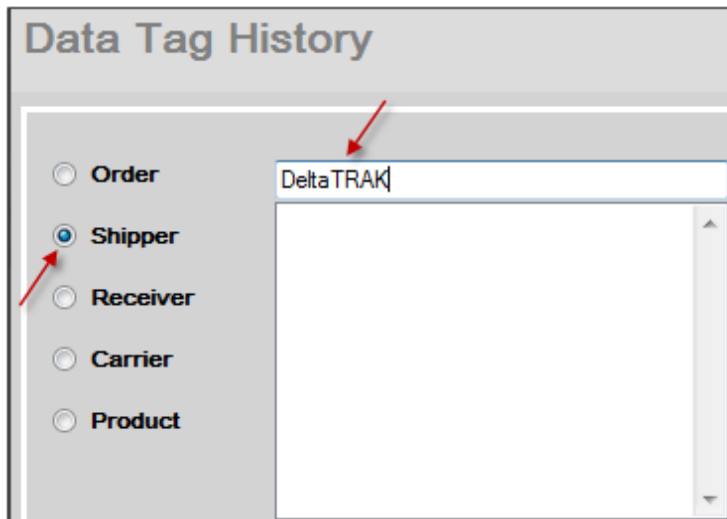 Data Tag History
Order
DeltaTRAK
Shipper
Receiver
Carrier
Product